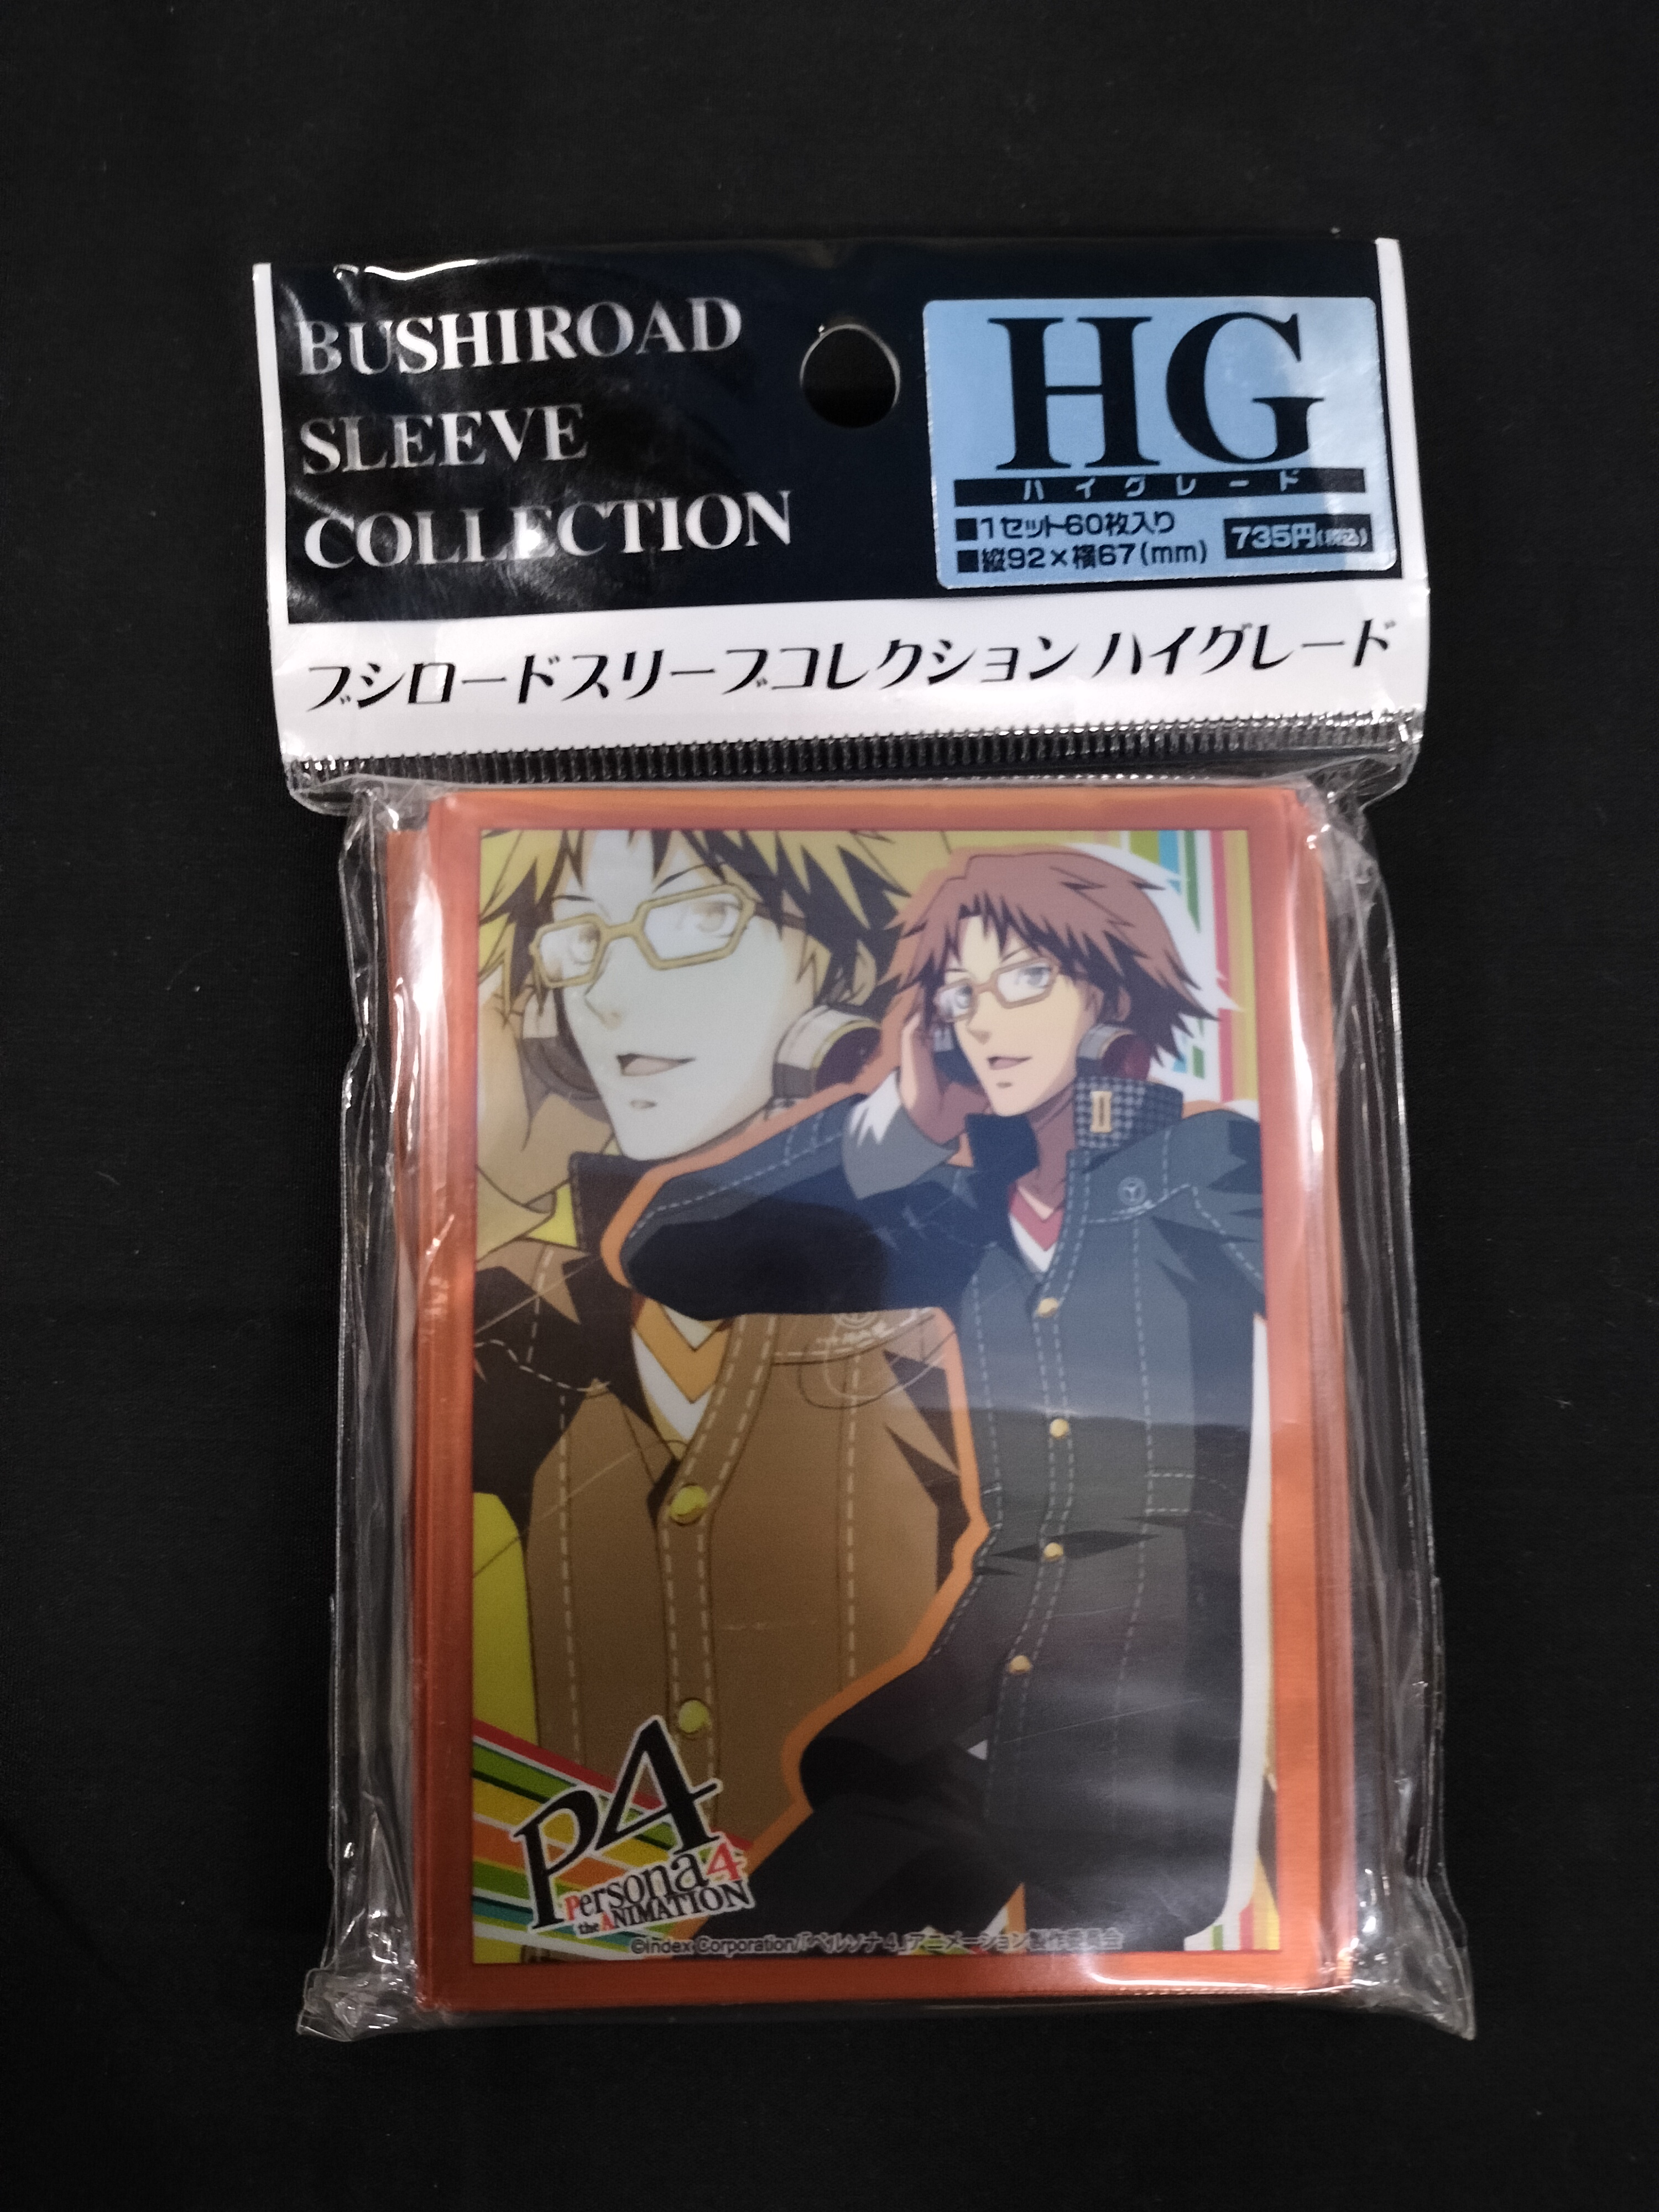 BUSHIROAD
SLEEVE
COLLECTION
HG
ハイグレード
■1セット60枚入り
■縦92×横67(mm)
735円(税込)
ブシロードスリーブコレクション ハイグレード
II
P4
Persona4
the ANIMATION
©Index Corporation/「ペルソナ4」アニメーション製作委員会